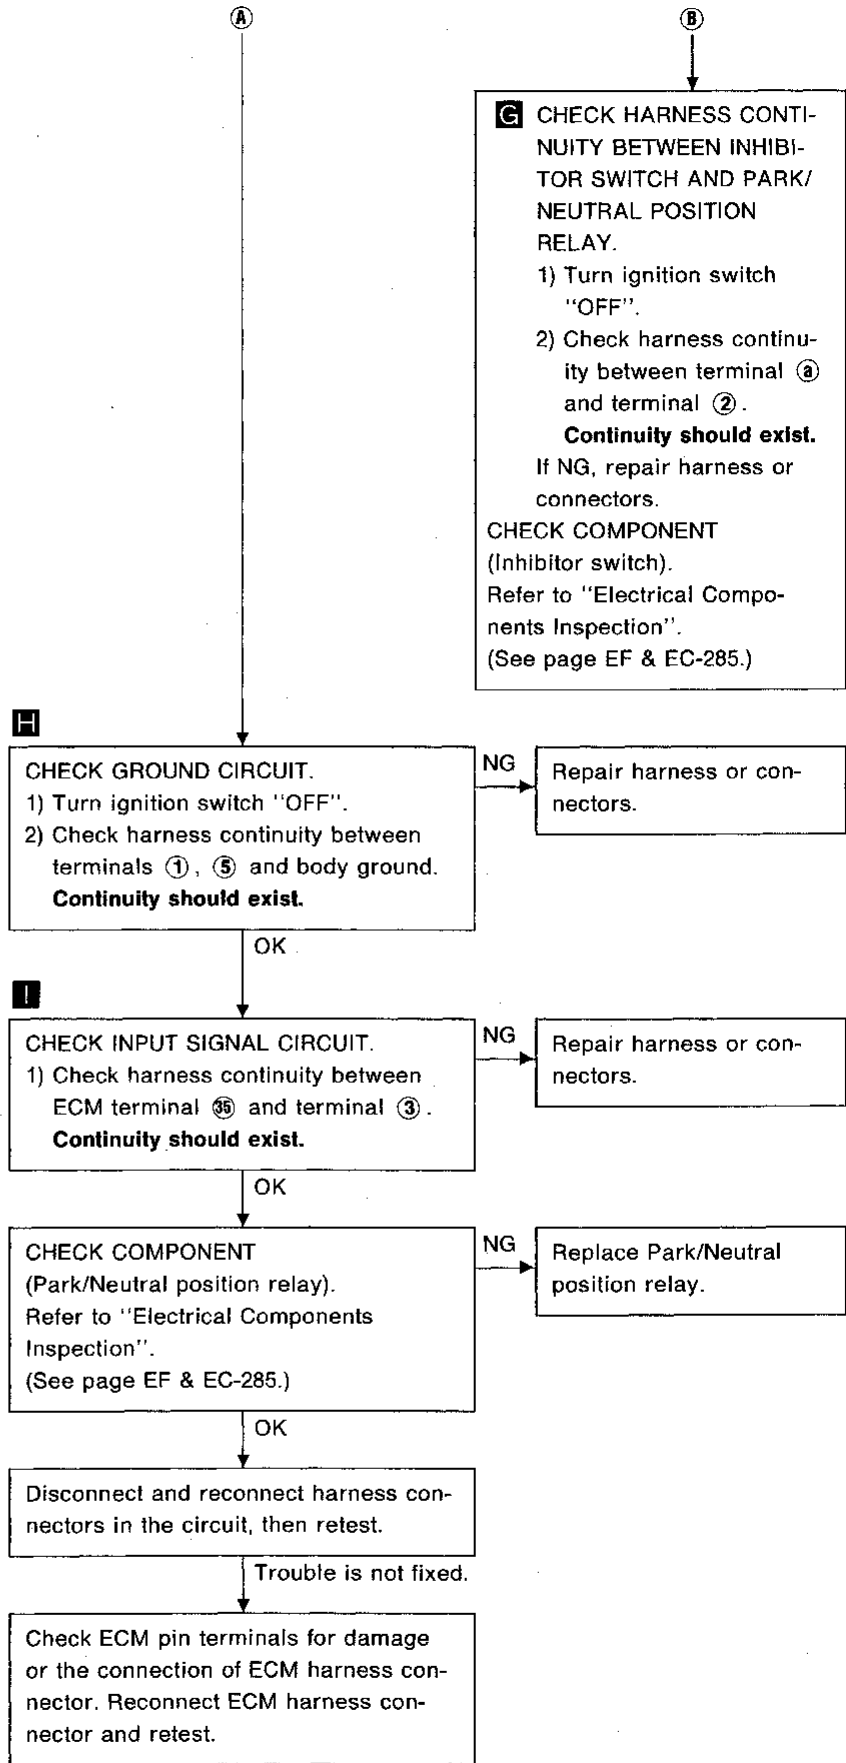 Ⓐ
Ⓑ
G CHECK HARNESS CONTI-
NUITY BETWEEN INHIBI-
TOR SWITCH AND PARK/
NEUTRAL POSITION
RELAY.
1) Turn ignition switch
"OFF".
2) Check harness continu-
ity between terminal ⓐ
and terminal ②.
Continuity should exist.
If NG, repair harness or
connectors.
CHECK COMPONENT
(Inhibitor switch).
Refer to "Electrical Compo-
nents Inspection".
(See page EF & EC-285.)
H
CHECK GROUND CIRCUIT.
1) Turn ignition switch "OFF".
2) Check harness continuity between
terminals ①, ⑤ and body ground.
Continuity should exist.
NG
Repair harness or con-
nectors.
OK
I
CHECK INPUT SIGNAL CIRCUIT.
1) Check harness continuity between
ECM terminal ㉟ and terminal ③.
Continuity should exist.
NG
Repair harness or con-
nectors.
OK
CHECK COMPONENT
(Park/Neutral position relay).
Refer to "Electrical Components
Inspection".
(See page EF & EC-285.)
NG
Replace Park/Neutral
position relay.
OK
Disconnect and reconnect harness con-
nectors in the circuit, then retest.
Trouble is not fixed.
Check ECM pin terminals for damage
or the connection of ECM harness con-
nector. Reconnect ECM harness con-
nector and retest.